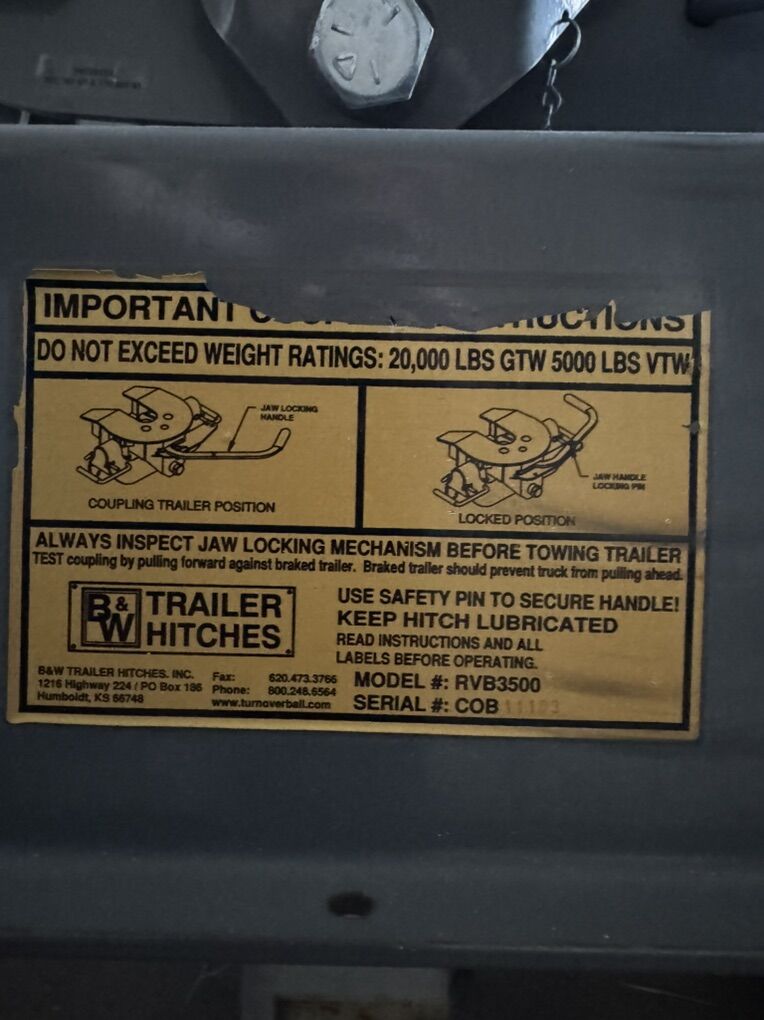 IMPORTANT
DO NOT EXCEED WEIGHT RATINGS: 20,000 LBS GTW 5000 LBS VTW
JAW LOCKING
HANDLE
COUPLING TRAILER POSITION
JAW HANDLE
LOCKING PIN
LOCKED POSITION
ALWAYS INSPECT JAW LOCKING MECHANISM BEFORE TOWING TRAILER
TEST coupling by pulling forward against braked trailer. Braked trailer should prevent truck from pulling ahead.
B&W TRAILER
HITCHES
B&W TRAILER HITCHES. INC.
1216 Highway 224 / PO Box 186
Humboldt, KS 66748
Fax: 620.473.3766
Phone: 800.248.6564
www.turnoverball.com
USE SAFETY PIN TO SECURE HANDLE!
KEEP HITCH LUBRICATED
READ INSTRUCTIONS AND ALL
LABELS BEFORE OPERATING.
MODEL #: RVB3500
SERIAL #: COB